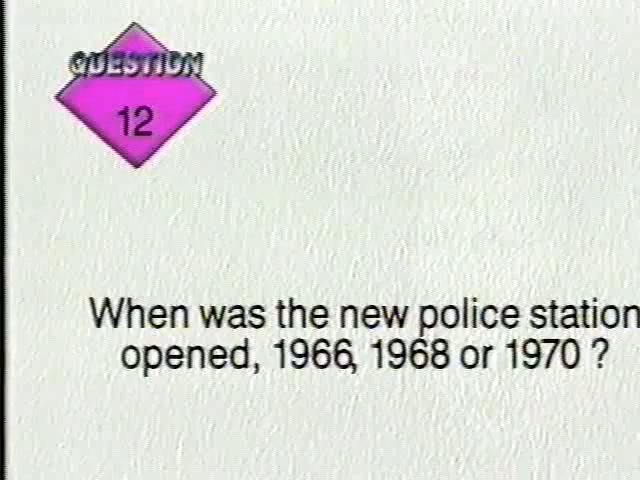 QUESTION
12
When was the new police station
opened, 1966, 1968 or 1970 ?